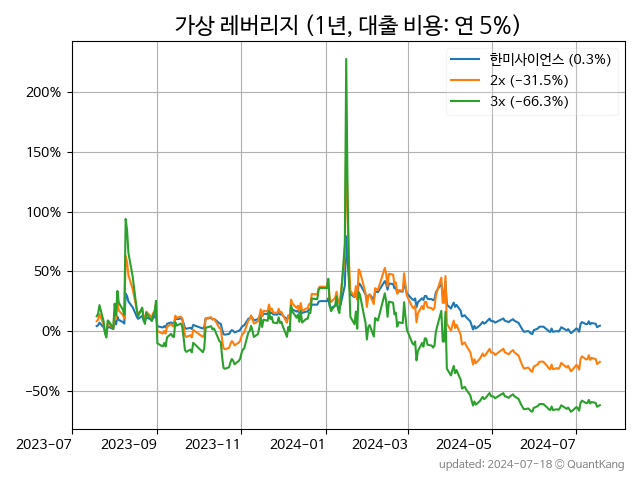 가상 레버리지 (1년, 대출 비용: 연 5%)
한미사이언스 (0.3%)
2x (−31.5%)
3x (−66.3%)
200%
150%
100%
50%
0%
−50%
2023-07 2023-09 2023-11 2024-01 2024-03 2024-05 2024-07
updated: 2024-07-18 © QuantKang